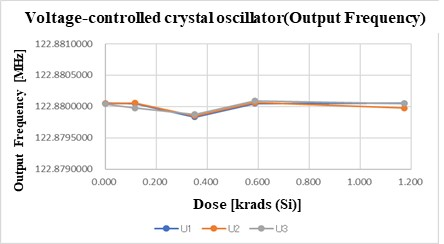 Voltage-controlled crystal oscillator(Output Frequency)
Output Frequency [MHz]
122.8810000
122.8805000
122.8800000
122.8795000
122.8790000
0.000 0.200 0.400 0.600 0.800 1.000 1.200
Dose [krads (Si)]
U1 U2 U3